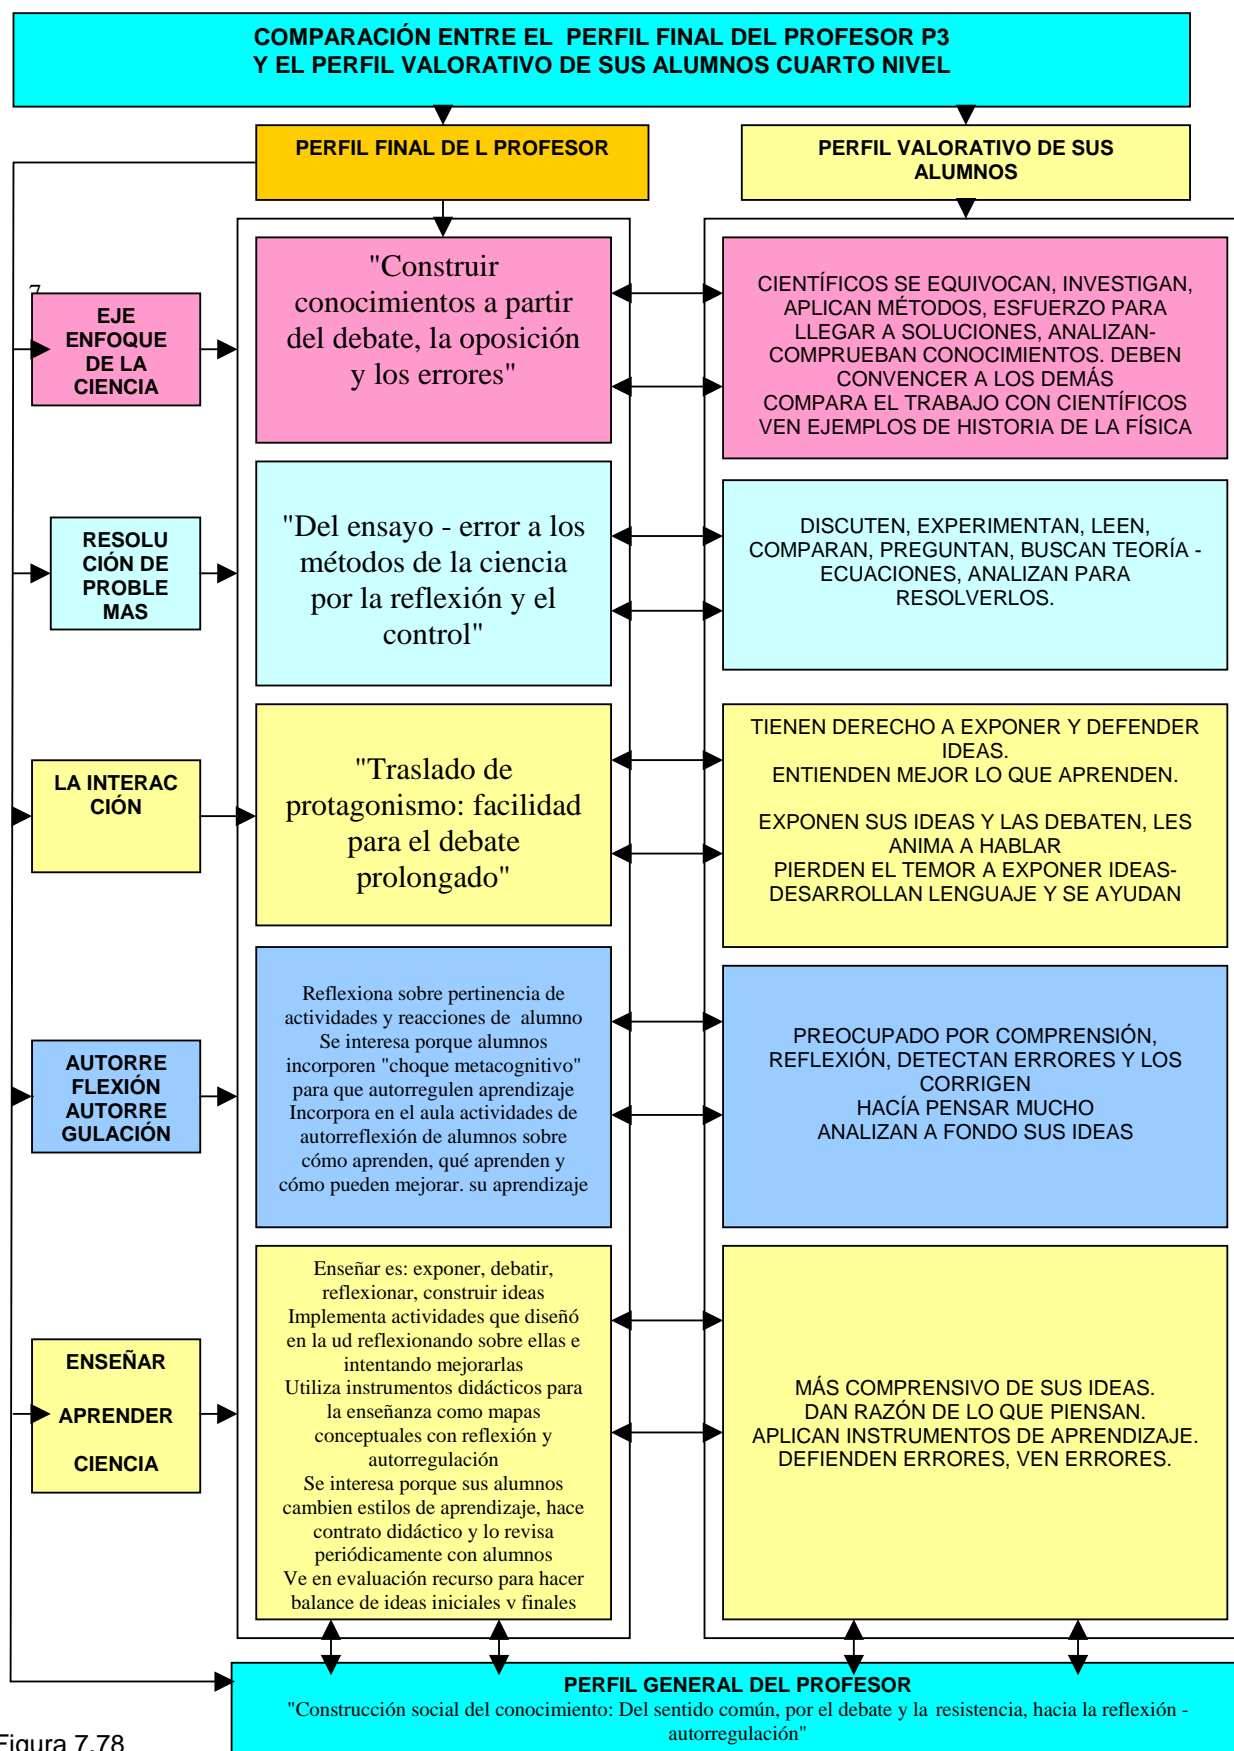 COMPARACIÓN ENTRE EL PERFIL FINAL DEL PROFESOR P3
Y EL PERFIL VALORATIVO DE SUS ALUMNOS CUARTO NIVEL
PERFIL FINAL DE L PROFESOR
PERFIL VALORATIVO DE SUS
ALUMNOS
7
EJE
ENFOQUE
DE LA
CIENCIA
"Construir
conocimientos a partir
del debate, la oposición
y los errores"
CIENTÍFICOS SE EQUIVOCAN, INVESTIGAN,
APLICAN MÉTODOS, ESFUERZO PARA
LLEGAR A SOLUCIONES, ANALIZAN-
COMPRUEBAN CONOCIMIENTOS. DEBEN
CONVENCER A LOS DEMÁS
COMPARA EL TRABAJO CON CIENTÍFICOS
VEN EJEMPLOS DE HISTORIA DE LA FÍSICA
RESOLU
CIÓN DE
PROBLE
MAS
"Del ensayo - error a los
métodos de la ciencia
por la reflexión y el
control"
DISCUTEN, EXPERIMENTAN, LEEN,
COMPARAN, PREGUNTAN, BUSCAN TEORÍA -
ECUACIONES, ANALIZAN PARA
RESOLVERLOS.
LA INTERAC
CIÓN
"Traslado de
protagonismo: facilidad
para el debate
prolongado"
TIENEN DERECHO A EXPONER Y DEFENDER
IDEAS.
ENTIENDEN MEJOR LO QUE APRENDEN.
EXPONEN SUS IDEAS Y LAS DEBATEN, LES
ANIMA A HABLAR
PIERDEN EL TEMOR A EXPONER IDEAS-
DESARROLLAN LENGUAJE Y SE AYUDAN
AUTORRE
FLEXIÓN
AUTORRE
GULACIÓN
Reflexiona sobre pertinencia de
actividades y reacciones de alumno
Se interesa porque alumnos
incorporen "choque metacognitivo"
para que autorregulen aprendizaje
Incorpora en el aula actividades de
autorreflexión de alumnos sobre
cómo aprenden, qué aprenden y
cómo pueden mejorar. su aprendizaje
PREOCUPADO POR COMPRENSIÓN,
REFLEXIÓN, DETECTAN ERRORES Y LOS
CORRIGEN
HACÍA PENSAR MUCHO
ANALIZAN A FONDO SUS IDEAS
ENSEÑAR
APRENDER
CIENCIA
Enseñar es: exponer, debatir,
reflexionar, construir ideas
Implementa actividades que diseñó
en la ud reflexionando sobre ellas e
intentando mejorarlas
Utiliza instrumentos didácticos para
la enseñanza como mapas
conceptuales con reflexión y
autorregulación
Se interesa porque sus alumnos
cambien estilos de aprendizaje, hace
contrato didáctico y lo revisa
periódicamente con alumnos
Ve en evaluación recurso para hacer
balance de ideas iniciales y finales
MÁS COMPRENSIVO DE SUS IDEAS.
DAN RAZÓN DE LO QUE PIENSAN.
APLICAN INSTRUMENTOS DE APRENDIZAJE.
DEFIENDEN ERRORES, VEN ERRORES.
PERFIL GENERAL DEL PROFESOR
"Construcción social del conocimiento: Del sentido común, por el debate y la resistencia, hacia la reflexión -
autorregulación"
Figura 7.78